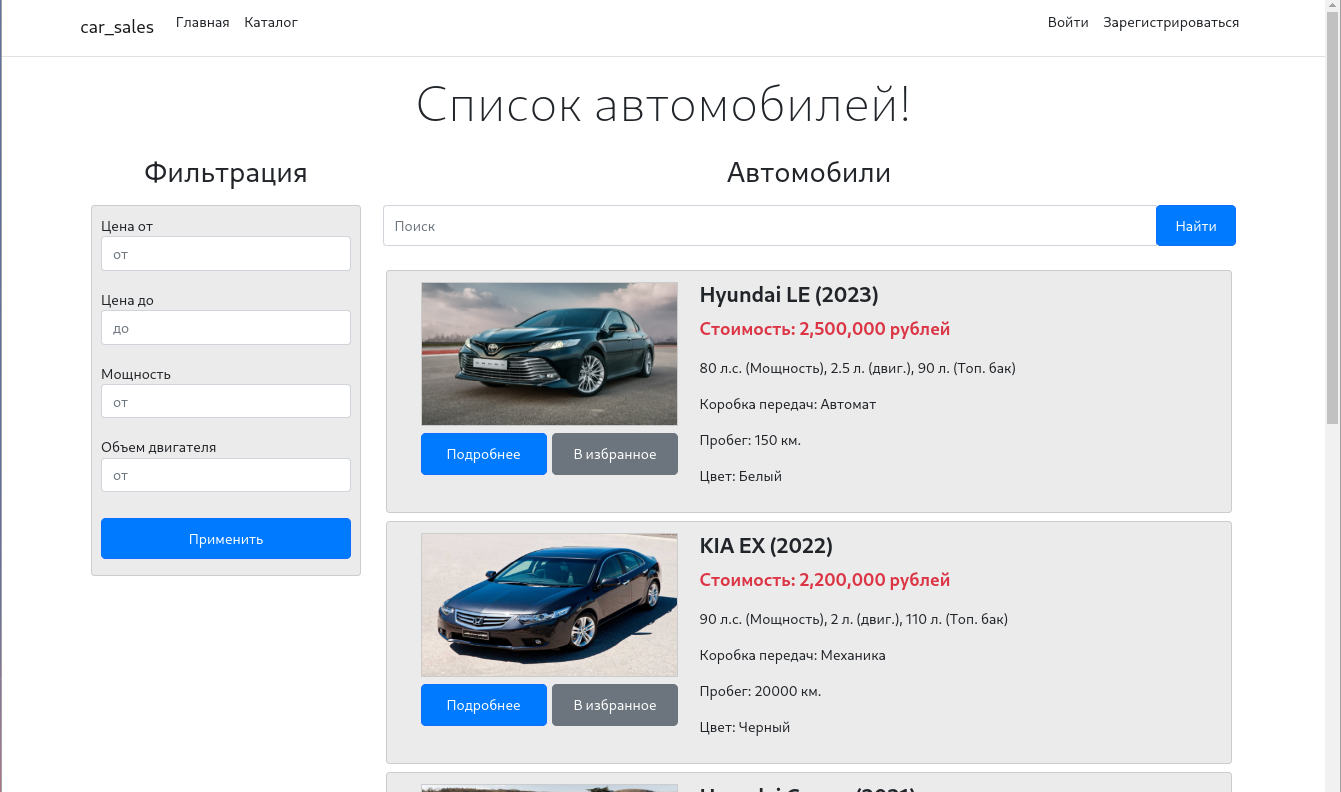 car_sales Главная Каталог Войти Зарегистрироваться
Список автомобилей!
Фильтрация
Цена от
от
Цена до
до
Мощность
от
Объем двигателя
от
Применить
Автомобили
Поиск Найти
Hyundai LE (2023)
Стоимость: 2,500,000 рублей
80 л.с. (Мощность), 2.5 л. (двиг.), 90 л. (Топ. бак)
Коробка передач: Автомат
Пробег: 150 км.
Цвет: Белый
Подробнее В избранное
KIA EX (2022)
Стоимость: 2,200,000 рублей
90 л.с. (Мощность), 2 л. (двиг.), 110 л. (Топ. бак)
Коробка передач: Механика
Пробег: 20000 км.
Цвет: Черный
Подробнее В избранное